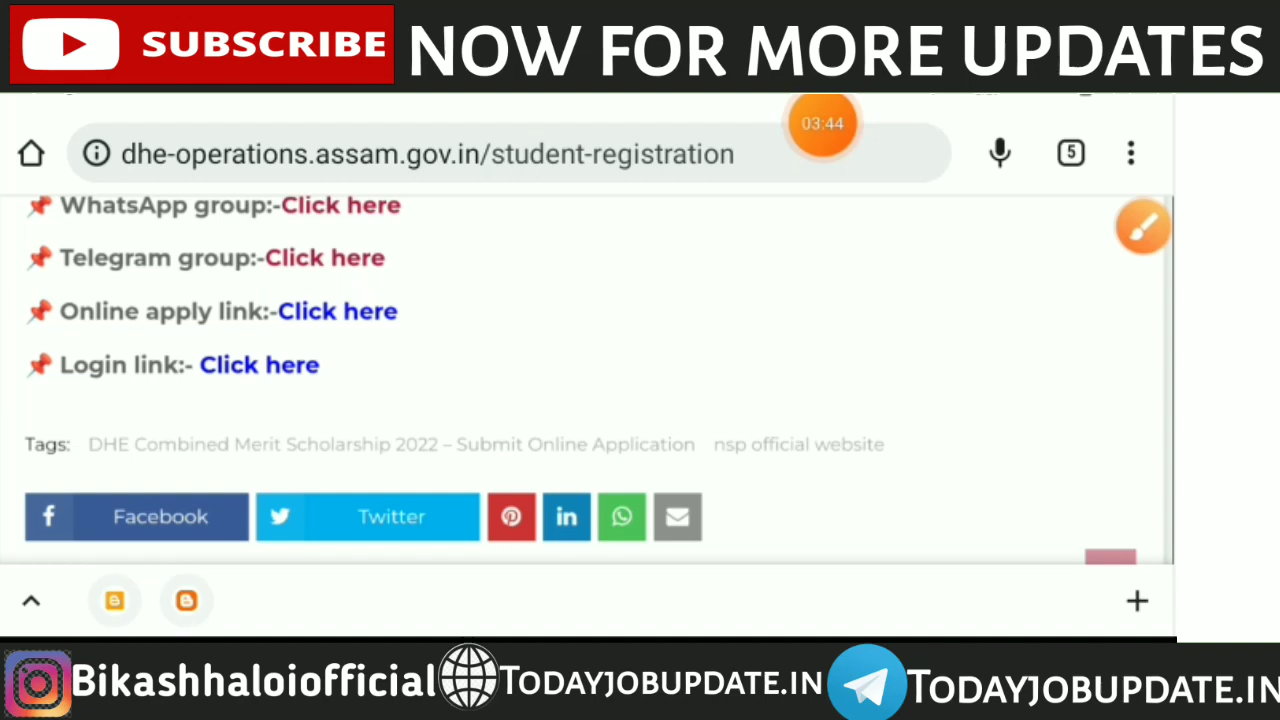 SUBSCRIBE NOW FOR MORE UPDATES
03:44
dhe-operations.assam.gov.in/student-registration
5
WhatsApp group:-Click here
Telegram group:-Click here
Online apply link:-Click here
Login link:- Click here
Tags: DHE Combined Merit Scholarship 2022 – Submit Online Application nsp official website
Facebook Twitter
Bikashhaloiofficial TODAYJOBUPDATE.IN TODAYJOBUPDATE.IN